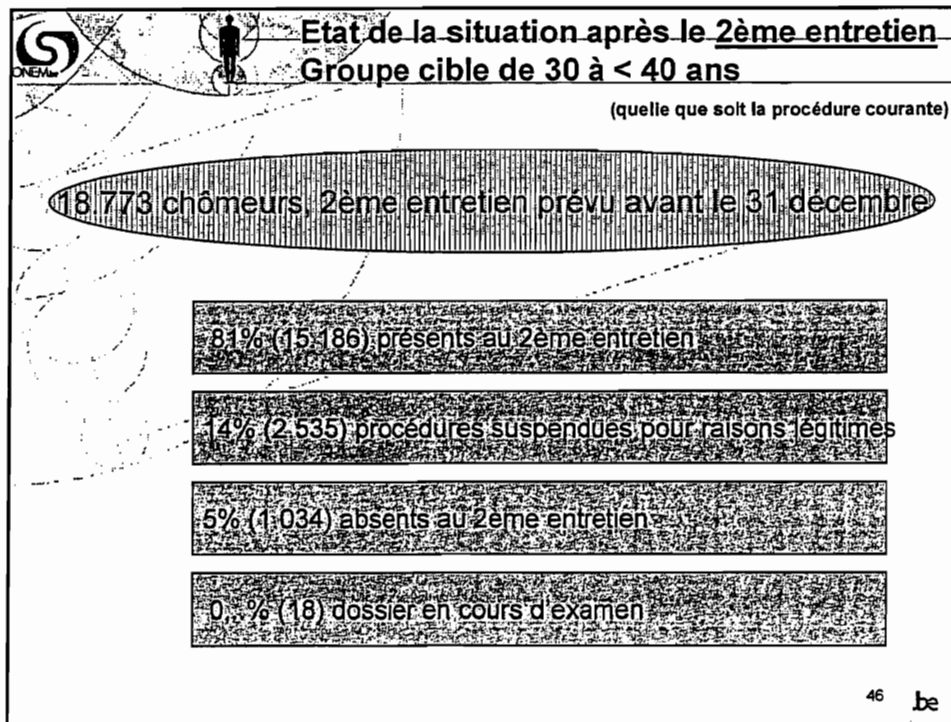 ONEM.be
Etat de la situation après le 2ème entretien
Groupe cible de 30 à < 40 ans
(quelle que soit la procédure courante)
18.773 chômeurs, 2ème entretien prévu avant le 31 décembre
81% (15.186) présents au 2ème entretien
14% (2.535) procédures suspendues pour raisons légitimes
5% (1.034) absents au 2ème entretien
0,..% (18) dossier en cours d'examen
46 .be